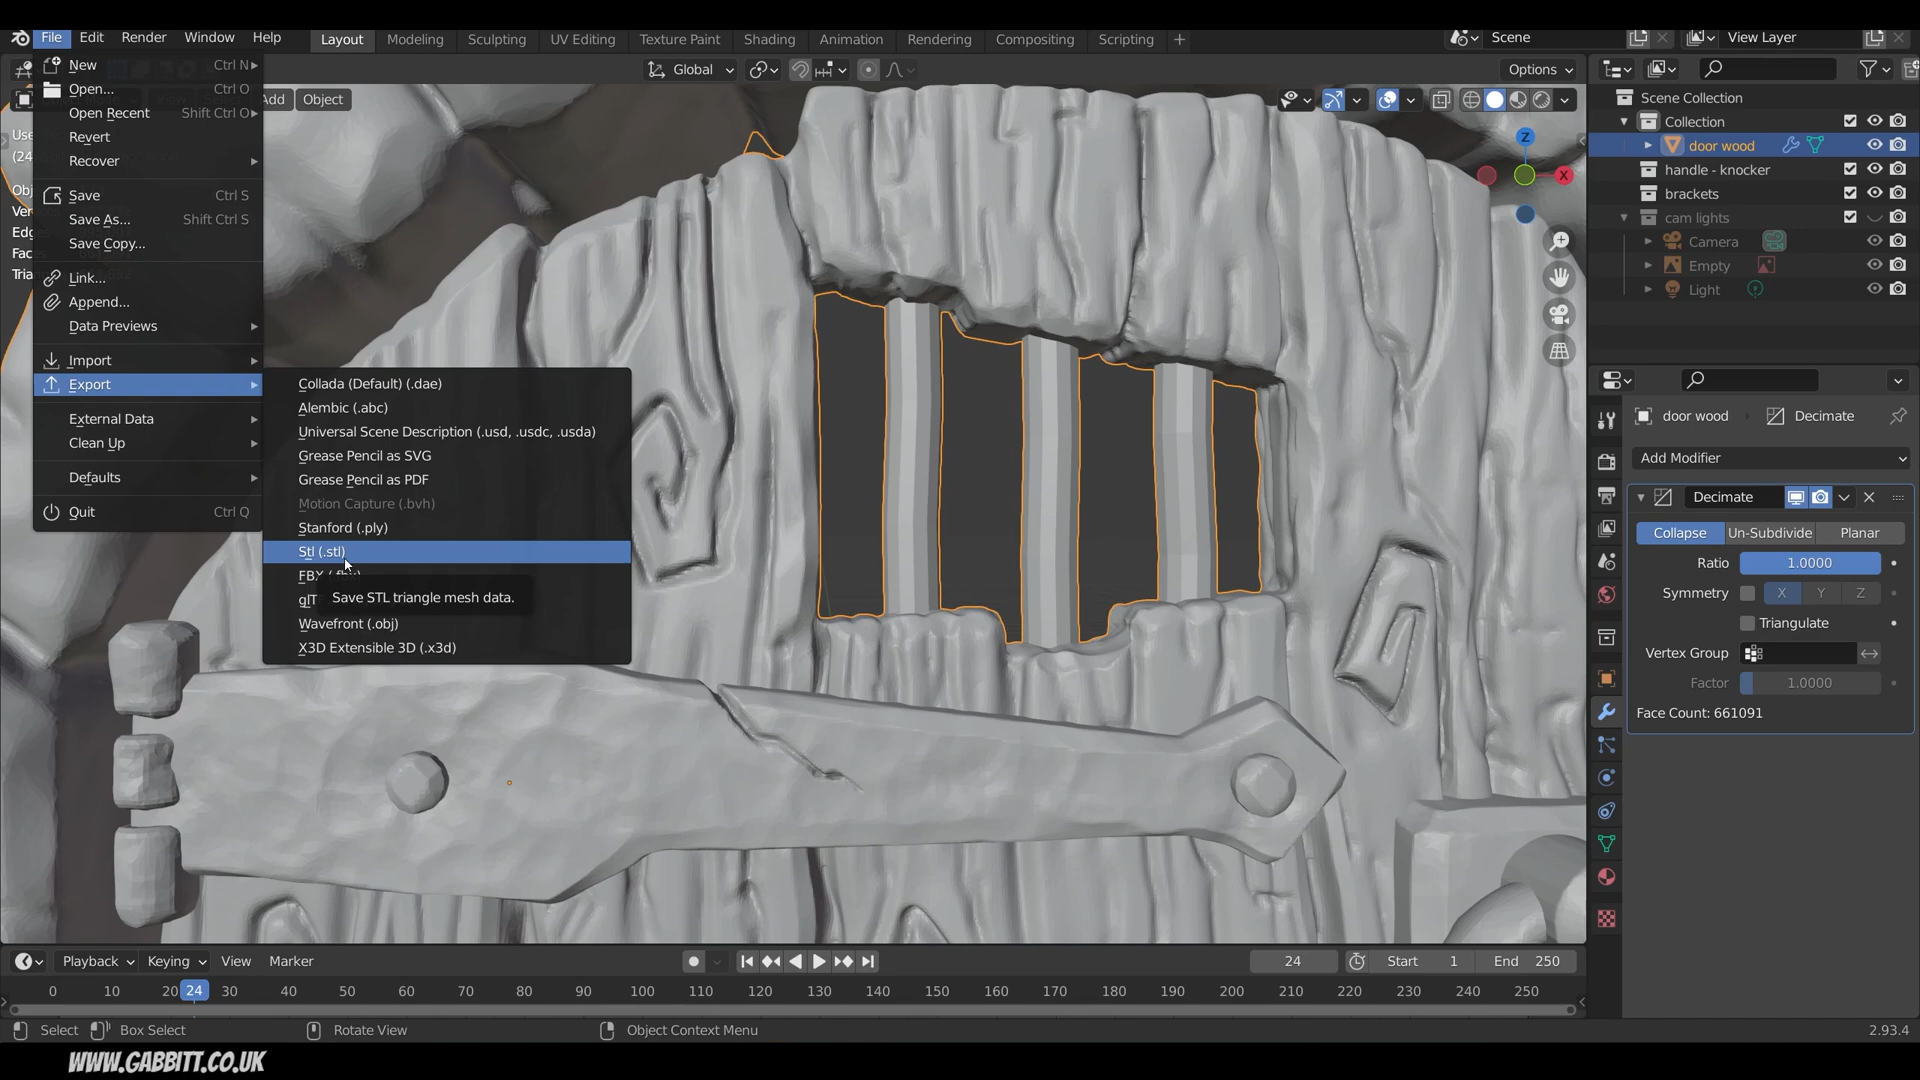 File Edit Render Window Help Layout Modeling Sculpting UV Editing Texture Paint Shading Animation Rendering Compositing Scripting + Scene View Layer
New Ctrl N
Open... Ctrl O
Open Recent Shift Ctrl O
Revert
Recover
Save Ctrl S
Save As... Shift Ctrl S
Save Copy...
Link...
Append...
Data Previews
Import
Export
External Data
Clean Up
Defaults
Quit Ctrl Q
Collada (Default) (.dae)
Alembic (.abc)
Universal Scene Description (.usd, .usdc, .usda)
Grease Pencil as SVG
Grease Pencil as PDF
Motion Capture (.bvh)
Stanford (.ply)
Stl (.stl)
FBX
glT
Save STL triangle mesh data.
Wavefront (.obj)
X3D Extensible 3D (.x3d)
Global Options
Object
Z
X
Scene Collection
Collection
door wood
handle - knocker
brackets
cam lights
Camera
Empty
Light
door wood Decimate
Add Modifier
Decimate
Collapse Un-Subdivide Planar
Ratio 1.0000
Symmetry X Y Z
Triangulate
Vertex Group
Factor 1.0000
Face Count: 661091
Playback Keying View Marker 24 Start 1 End 250
0 10 20 24 30 40 50 60 70 80 90 100 110 120 130 140 150 160 170 180 190 200 210 220 230 240 250
Select Box Select Rotate View Object Context Menu 2.93.4
WWW.GABBITT.CO.UK